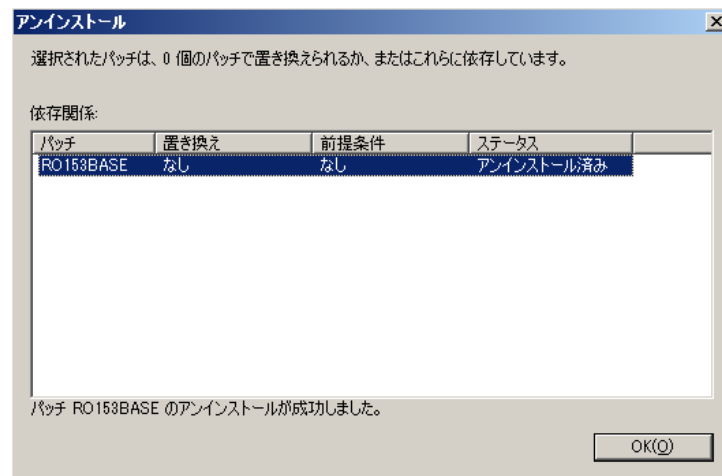 アンインストール
選択されたパッチは、0 個のパッチで置き換えられるか、またはこれらに依存しています。
依存関係:
パッチ 置き換え 前提条件 ステータス
RO153BASE なし なし アンインストール済み
パッチ RO153BASE のアンインストールが成功しました。
OK(O)